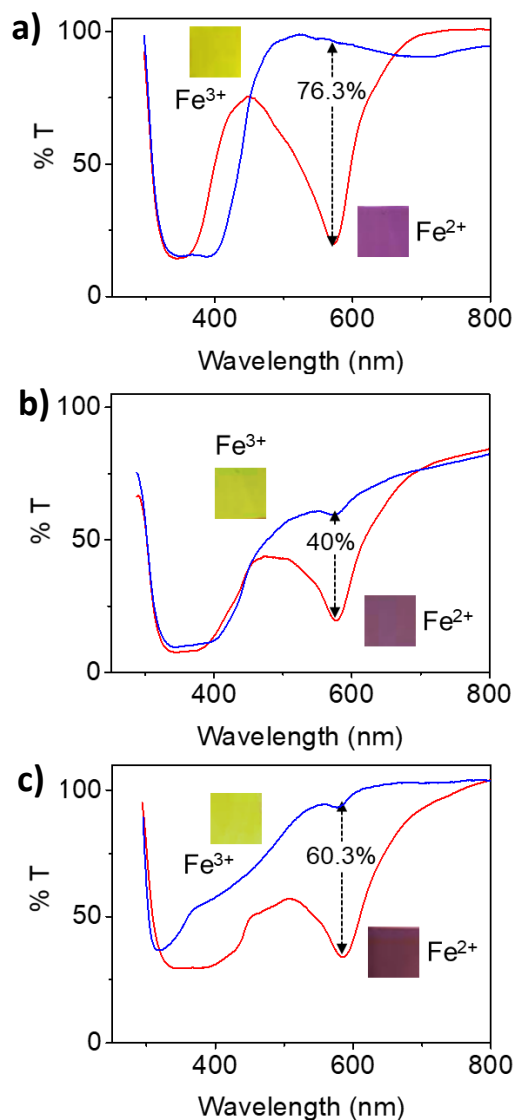 a)
100
Fe³⁺
76.3%
% T
50
Fe²⁺
0
400
600
800
Wavelength (nm)
b)
100
Fe³⁺
% T
50
40%
Fe²⁺
0
400
600
800
Wavelength (nm)
c)
100
Fe³⁺
60.3%
% T
50
Fe²⁺
0
400
600
800
Wavelength (nm)